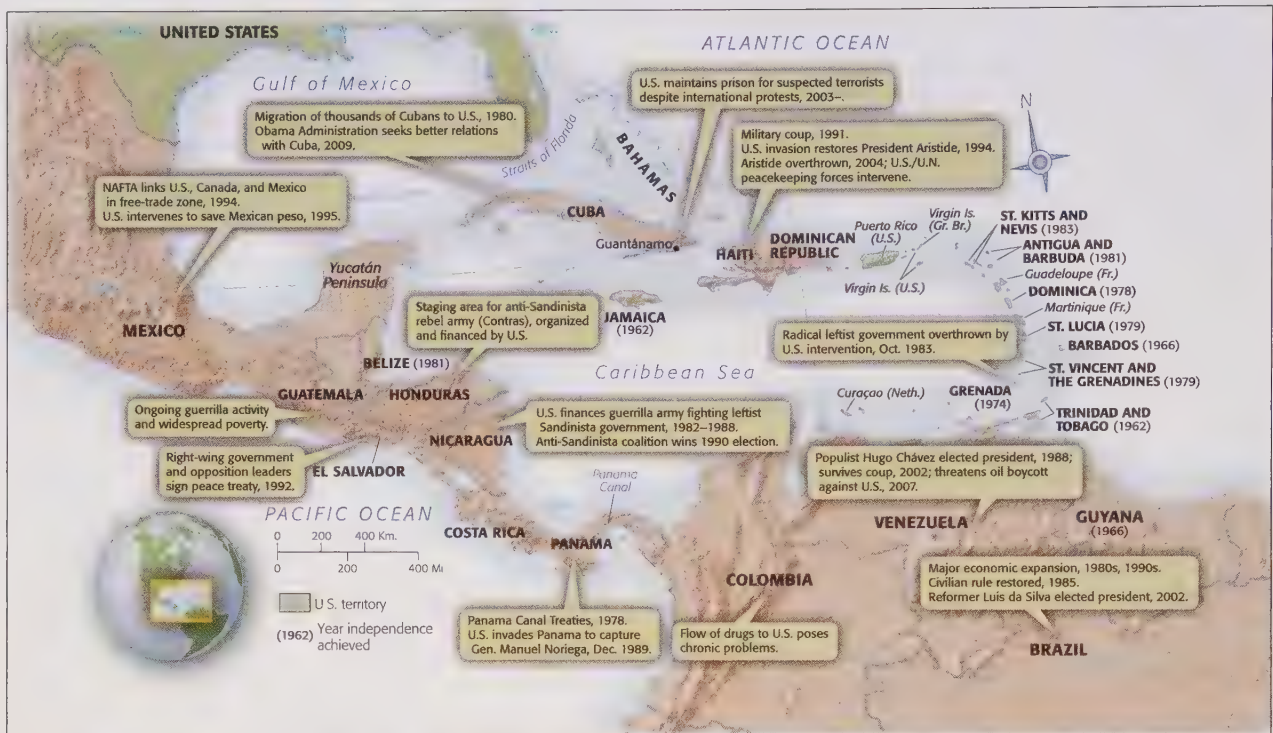 UNITED STATES
ATLANTIC OCEAN
Gulf of Mexico
Migration of thousands of Cubans to U.S., 1980.
Obama Administration seeks better relations
with Cuba, 2009.
U.S. maintains prison for suspected terrorists
despite international protests, 2003–.
Straits of Florida
BAHAMAS
Military coup, 1991.
U.S. invasion restores President Aristide, 1994.
Aristide overthrown, 2004; U.S./U.N.
peacekeeping forces intervene.
N
NAFTA links U.S., Canada, and Mexico
in free-trade zone, 1994.
U.S. intervenes to save Mexican peso, 1995.
CUBA
Guantánamo
HAITI
DOMINICAN
REPUBLIC
Puerto Rico
(U.S.)
Virgin Is.
(Gr. Br.)
Virgin Is. (U.S.)
ST. KITTS AND
NEVIS (1983)
ANTIGUA AND
BARBUDA (1981)
Guadeloupe (Fr.)
DOMINICA (1978)
Martinique (Fr.)
ST. LUCIA (1979)
BARBADOS (1966)
ST. VINCENT AND
THE GRENADINES (1979)
Yucatán
Peninsula
MEXICO
Staging area for anti-Sandinista
rebel army (Contras), organized
and financed by U.S.
JAMAICA
(1962)
Radical leftist government overthrown by
U.S. intervention, Oct. 1983.
BELIZE (1981)
Caribbean Sea
GUATEMALA
HONDURAS
Curaçao (Neth.)
GRENADA
(1974)
TRINIDAD AND
TOBAGO (1962)
Ongoing guerrilla activity
and widespread poverty.
U.S. finances guerrilla army fighting leftist
Sandinista government, 1982–1988.
Anti-Sandinista coalition wins 1990 election.
NICARAGUA
Right-wing government
and opposition leaders
sign peace treaty, 1992.
EL SALVADOR
Populist Hugo Chávez elected president, 1988;
survives coup, 2002; threatens oil boycott
against U.S., 2007.
Panama
Canal
PACIFIC OCEAN
0 200 400 Km.
0 200 400 Mi
COSTA RICA
PANAMA
VENEZUELA
GUYANA
(1966)
COLOMBIA
Major economic expansion, 1980s, 1990s.
Civilian rule restored, 1985.
Reformer Luis da Silva elected president, 2002.
U.S. territory
(1962) Year independence
achieved
Panama Canal Treaties, 1978.
U.S. invades Panama to capture
Gen. Manuel Noriega, Dec. 1989.
Flow of drugs to U.S. poses
chronic problems.
BRAZIL